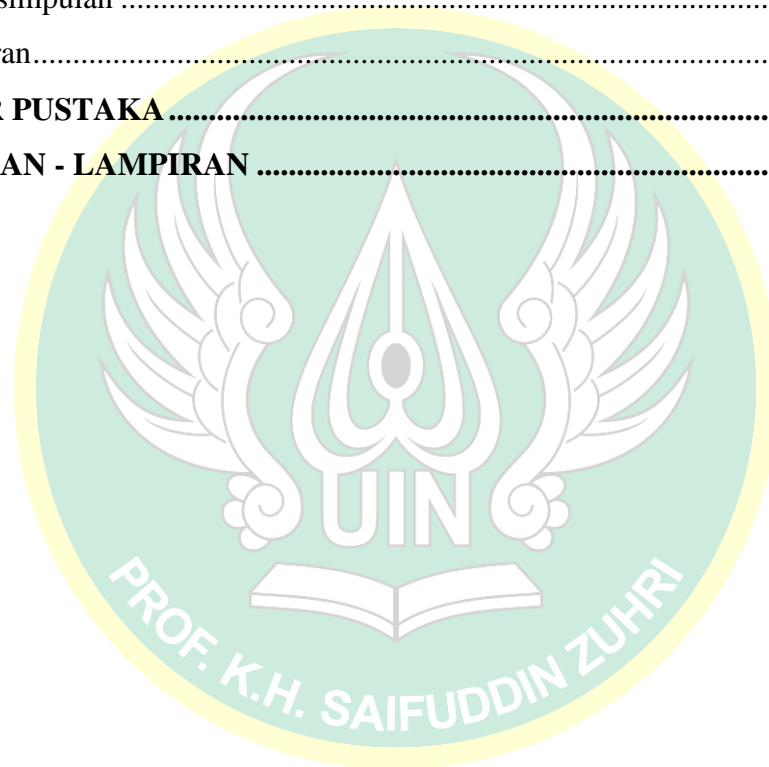 simpulan ................................................................................
ran................................................................................
R PUSTAKA ................................................................................
AN - LAMPIRAN ................................................................................
UIN
PROF. K.H. SAIFUDDIN ZUHRI